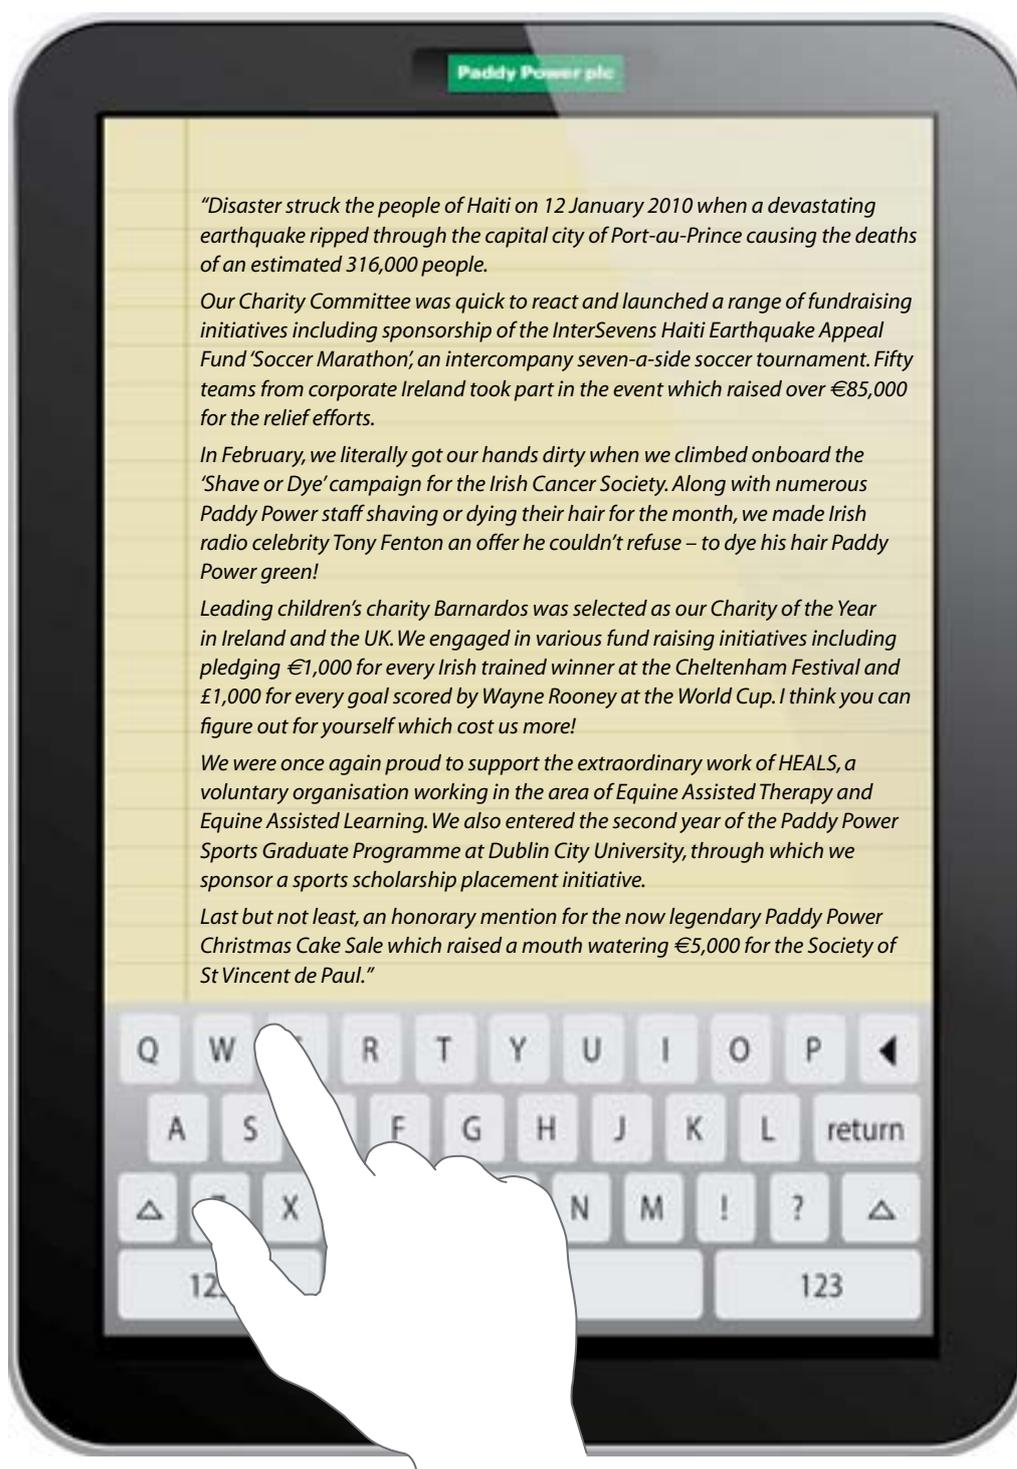 Paddy Power plc
“Disaster struck the people of Haiti on 12 January 2010 when a devastating
earthquake ripped through the capital city of Port-au-Prince causing the deaths
of an estimated 316,000 people.
Our Charity Committee was quick to react and launched a range of fundraising
initiatives including sponsorship of the InterSevens Haiti Earthquake Appeal
Fund ‘Soccer Marathon’, an intercompany seven-a-side soccer tournament. Fifty
teams from corporate Ireland took part in the event which raised over €85,000
for the relief efforts.
In February, we literally got our hands dirty when we climbed onboard the
‘Shave or Dye’ campaign for the Irish Cancer Society. Along with numerous
Paddy Power staff shaving or dying their hair for the month, we made Irish
radio celebrity Tony Fenton an offer he couldn’t refuse – to dye his hair Paddy
Power green!
Leading children’s charity Barnardos was selected as our Charity of the Year
in Ireland and the UK. We engaged in various fund raising initiatives including
pledging €1,000 for every Irish trained winner at the Cheltenham Festival and
£1,000 for every goal scored by Wayne Rooney at the World Cup. I think you can
figure out for yourself which cost us more!
We were once again proud to support the extraordinary work of HEALS, a
voluntary organisation working in the area of Equine Assisted Therapy and
Equine Assisted Learning. We also entered the second year of the Paddy Power
Sports Graduate Programme at Dublin City University, through which we
sponsor a sports scholarship placement initiative.
Last but not least, an honorary mention for the now legendary Paddy Power
Christmas Cake Sale which raised a mouth watering €5,000 for the Society of
St Vincent de Paul.”
Q W R T Y U I O P
A S F G H J K L return
X N M ! ?
123